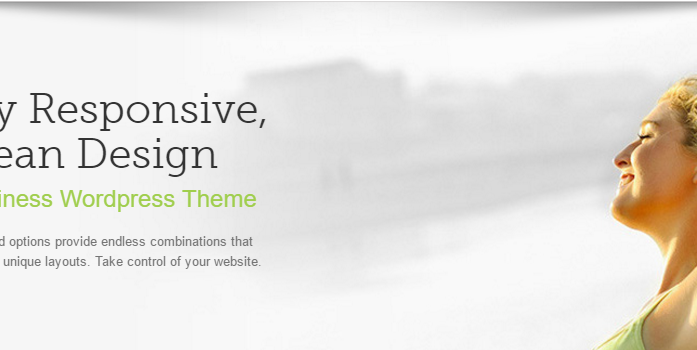 y Responsive,
ean Design
iness Wordpress Theme
d options provide endless combinations that
unique layouts. Take control of your website.